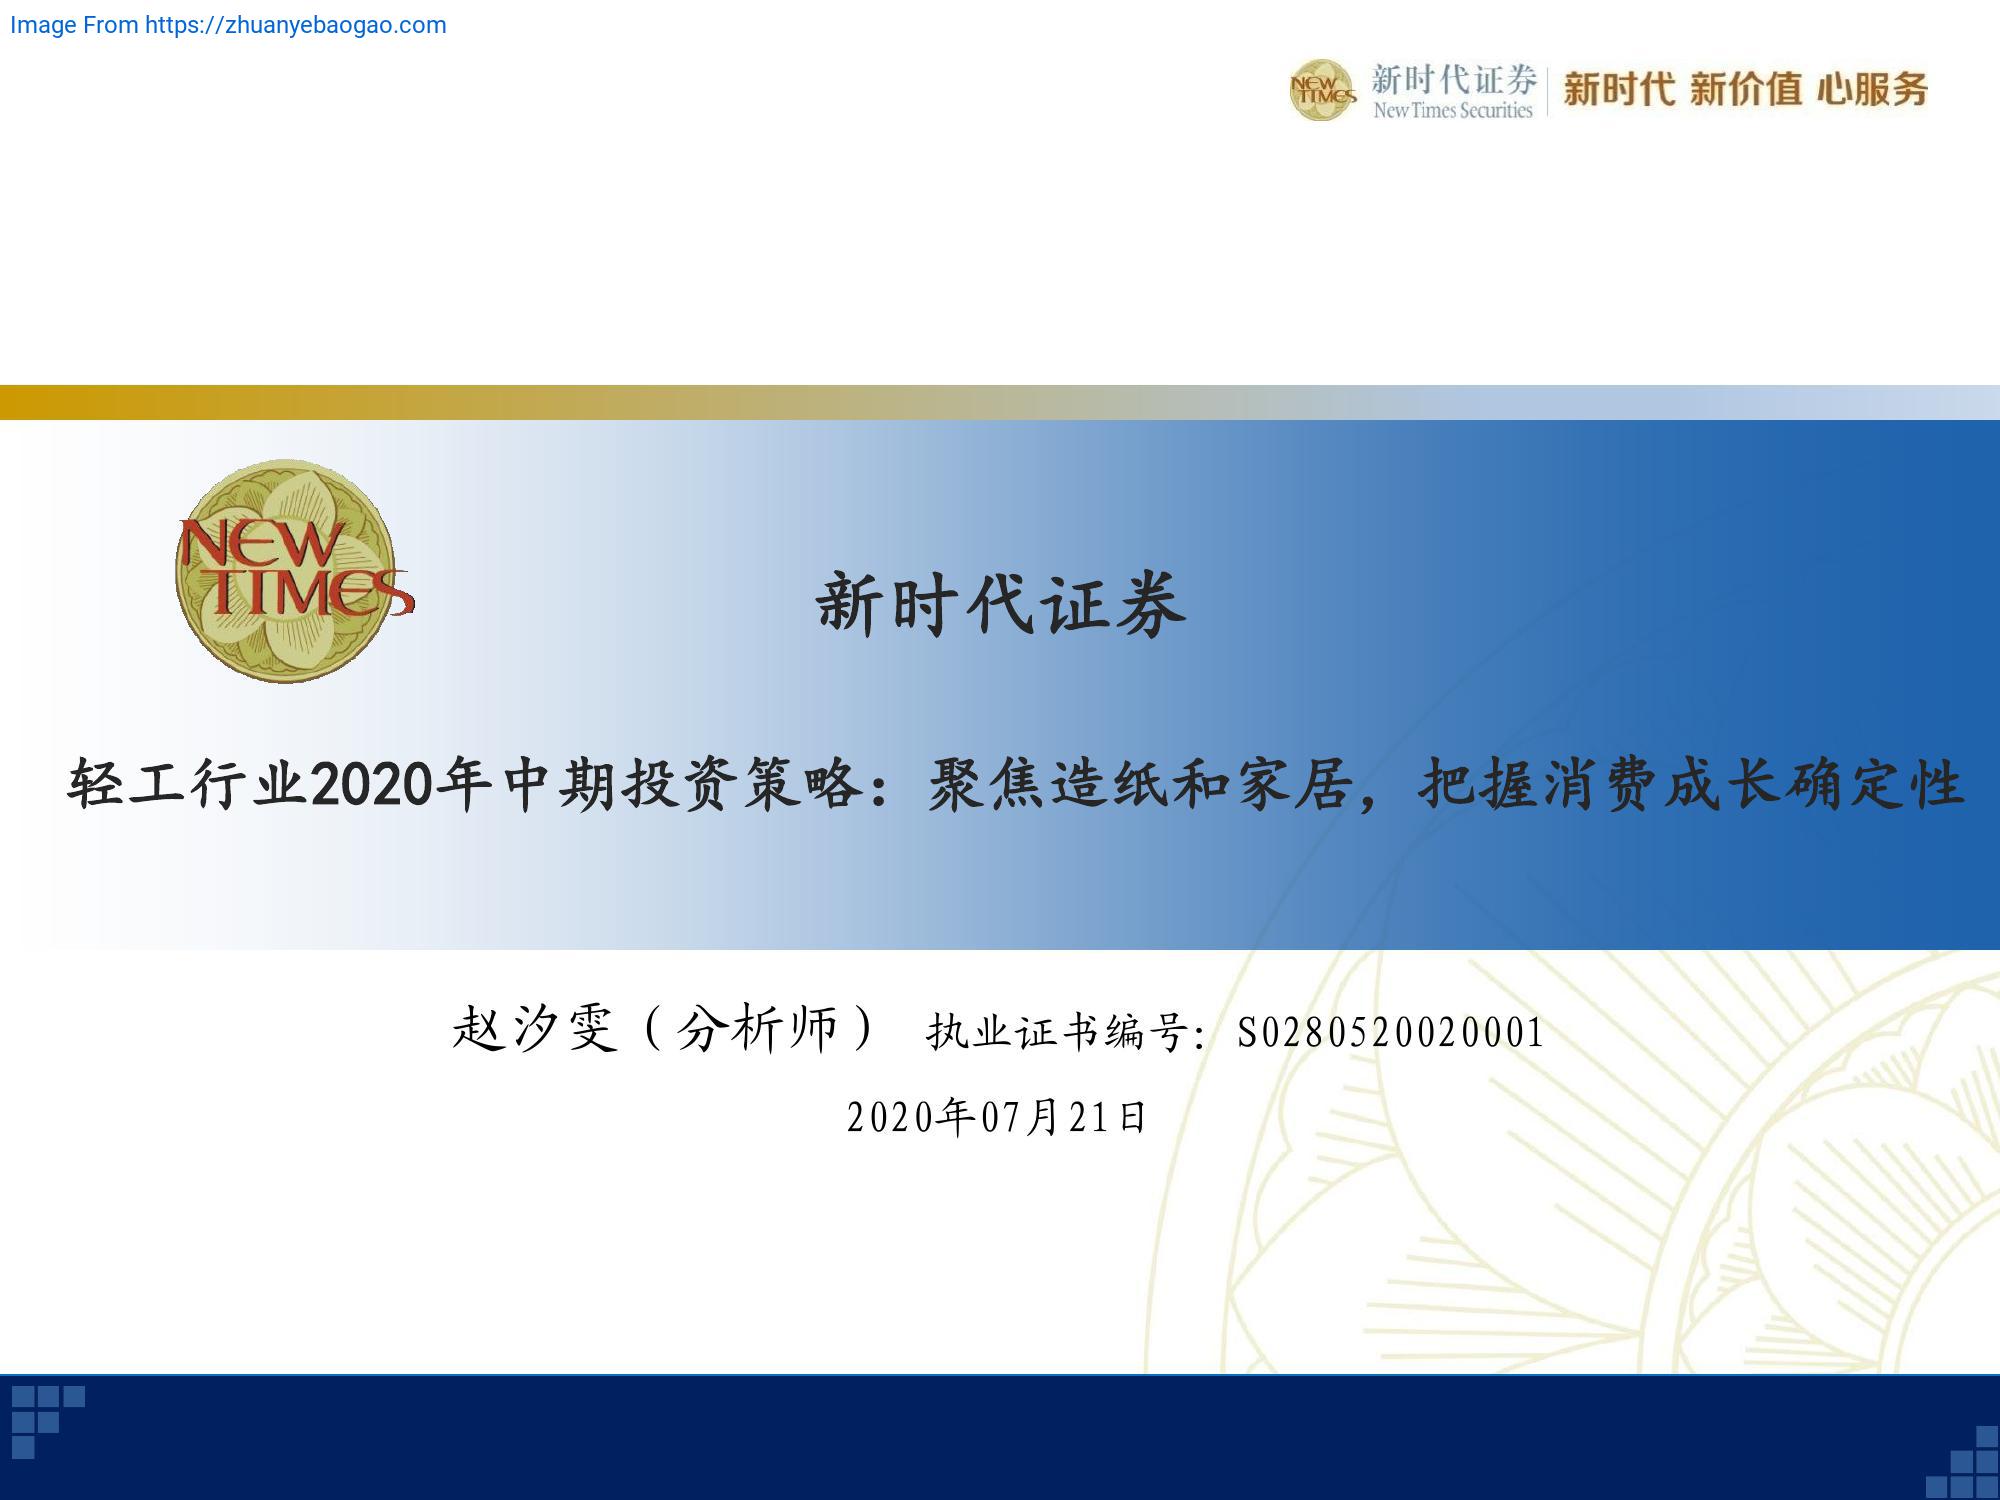 Image From https://zhuanyebaogao.com
NEW TIMES 新时代证券 New Times Securities 新时代 新价值 心服务
NEW
TIMES
新时代证券
轻工行业2020年中期投资策略：聚焦造纸和家居，把握消费成长确定性
赵汐雯（分析师） 执业证书编号：S0280520020001
2020年07月21日